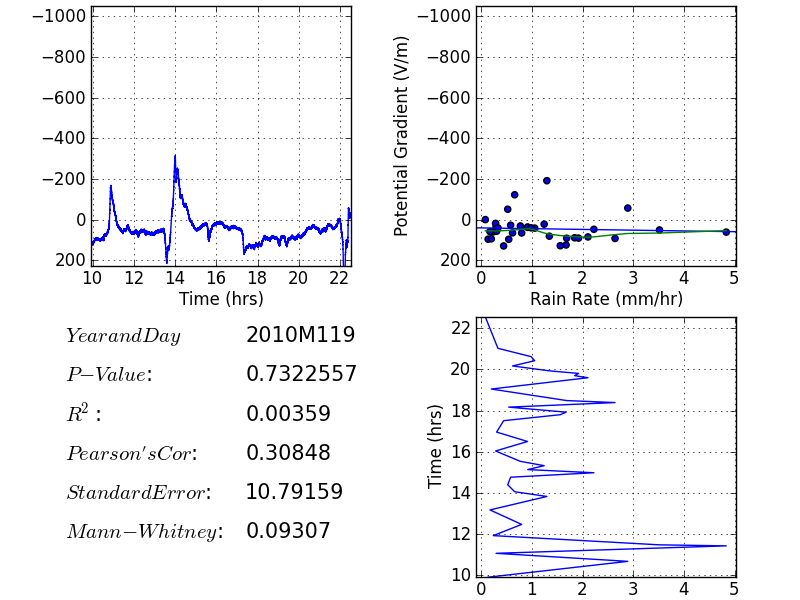 −1000
−800
−600
−400
−200
0
200
10 12 14 16 18 20 22
Time (hrs)
Potential Gradient (V/m)
−1000
−800
−600
−400
−200
0
200
0 1 2 3 4 5
Rain Rate (mm/hr)
YearandDay 2010M119
P−Value: 0.7322557
R² : 0.00359
Pearson'sCor: 0.30848
StandardError: 10.79159
Mann−Whitney: 0.09307
Time (hrs)
22
20
18
16
14
12
10
0 1 2 3 4 5